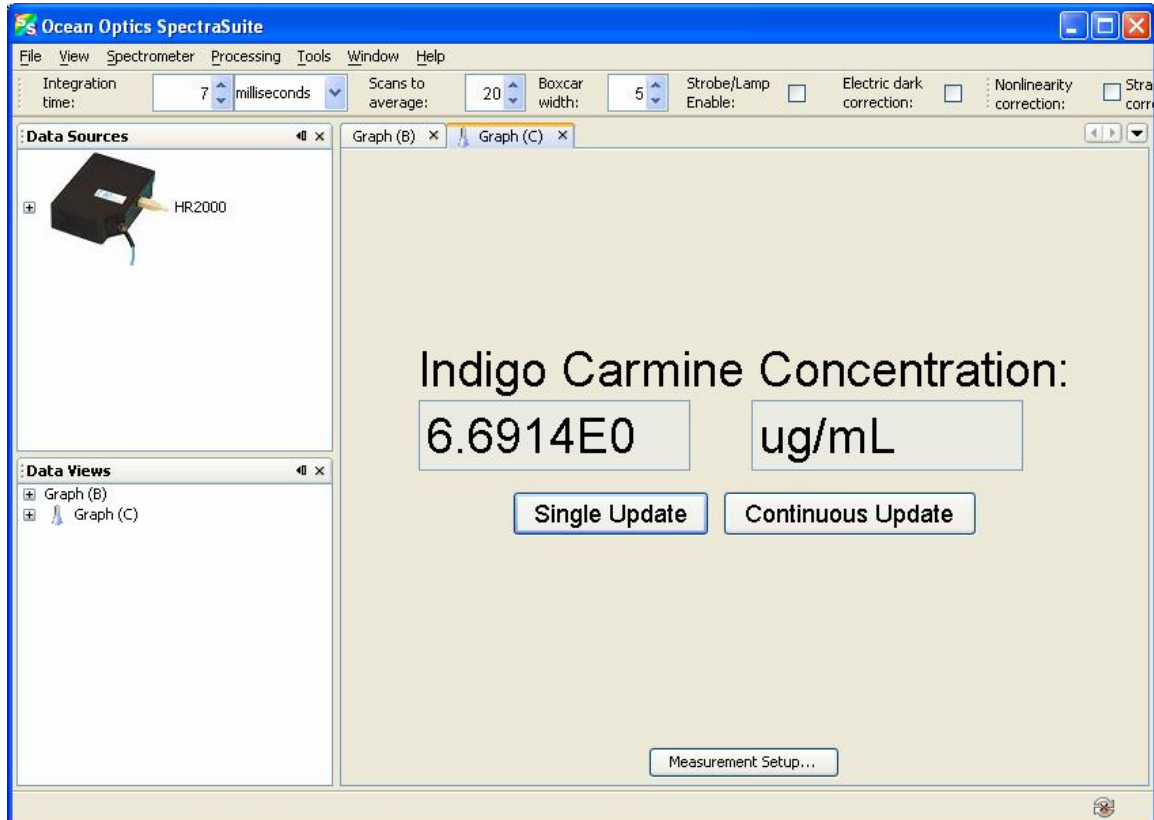 Ocean Optics SpectraSuite
File View Spectrometer Processing Tools Window Help
Integration time: 7 milliseconds Scans to average: 20 Boxcar width: 5 Strobe/Lamp Enable: Electric dark correction: Nonlinearity correction: Stra corr
Data Sources
Graph (B) Graph (C)
HR2000
Indigo Carmine Concentration:
6.6914E0 ug/mL
Single Update Continuous Update
Data Views
Graph (B)
Graph (C)
Measurement Setup...